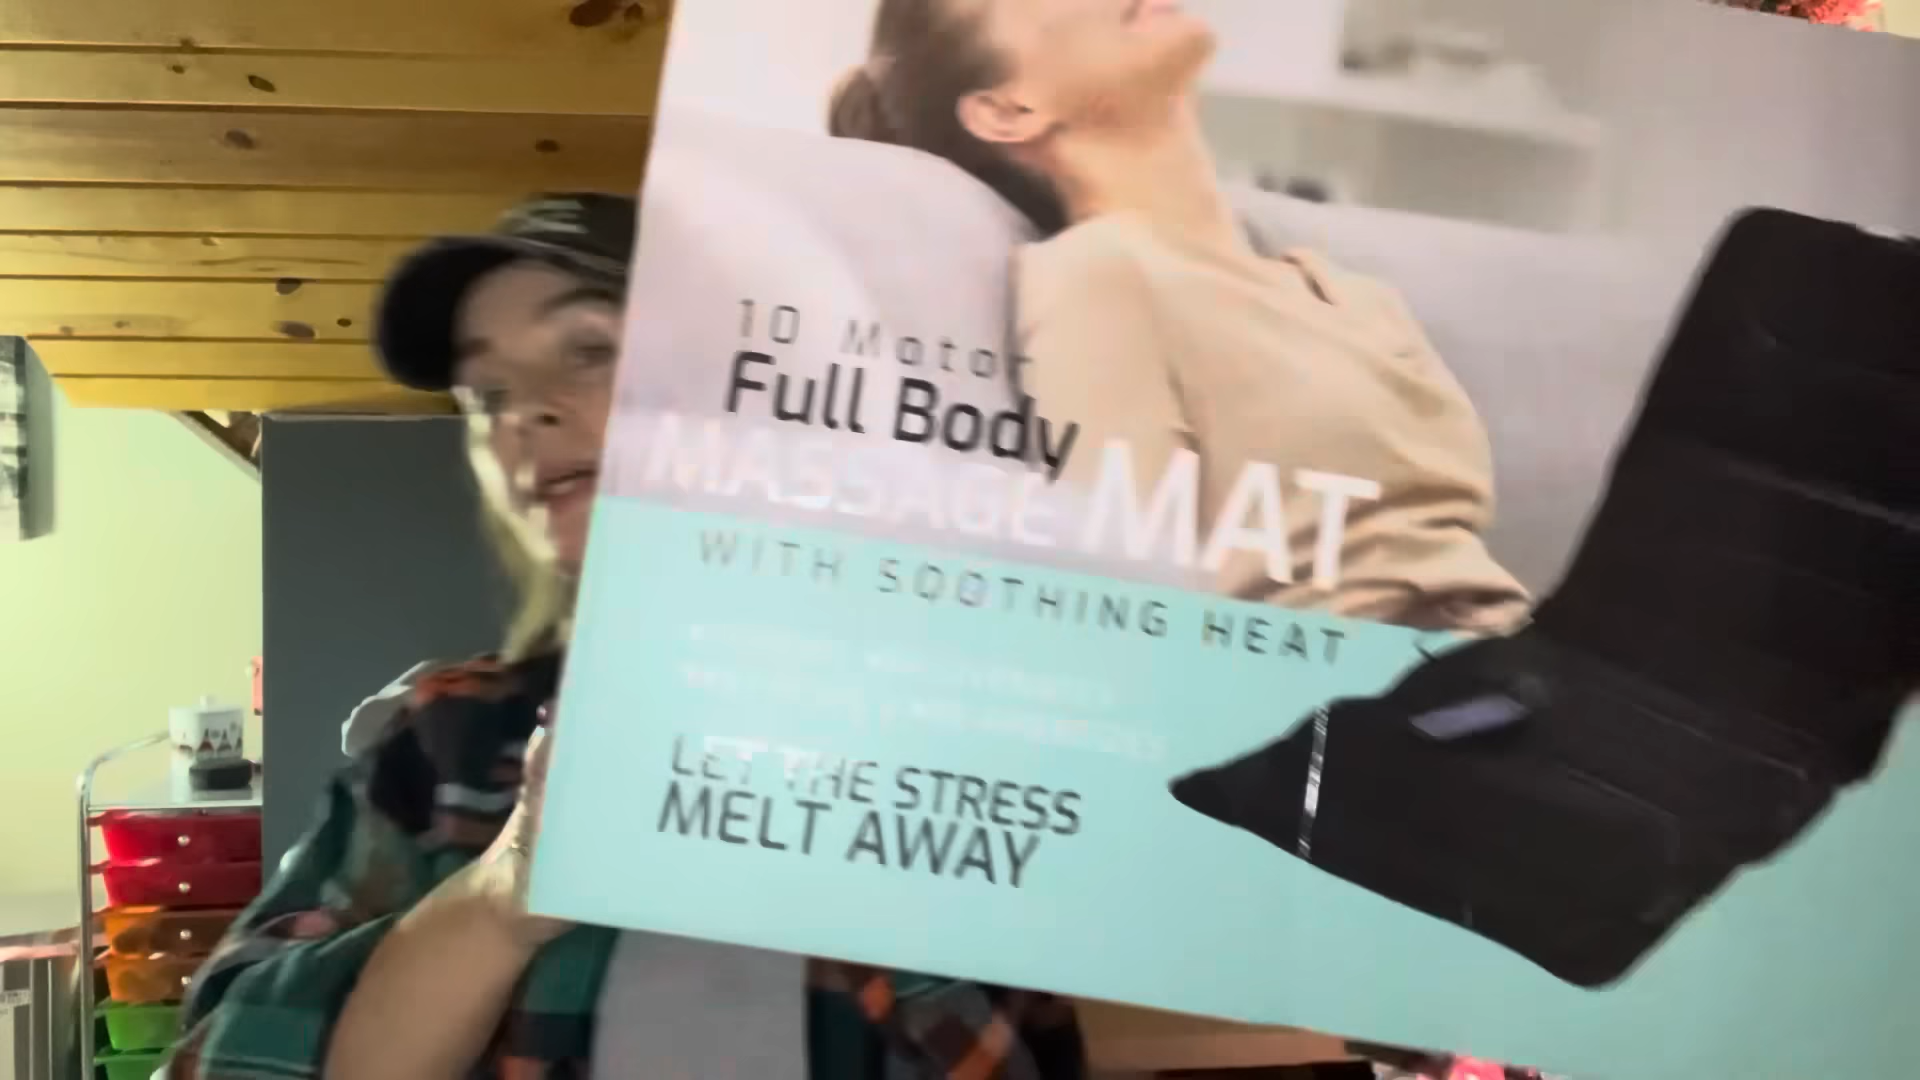 10 Motor
Full Body
MASSAGE MAT
WITH SOOTHING HEAT
LET THE STRESS
MELT AWAY